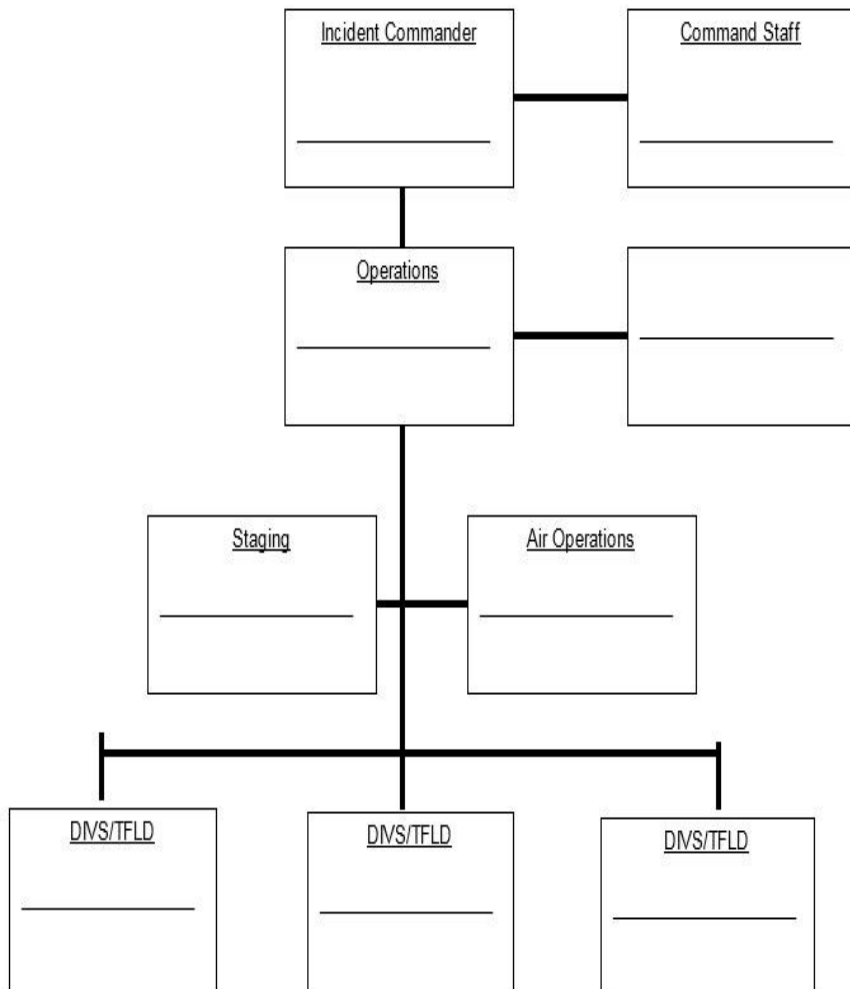 Incident Commander
Command Staff
Operations
Staging
Air Operations
DIVS/TFLD
DIVS/TFLD
DIVS/TFLD